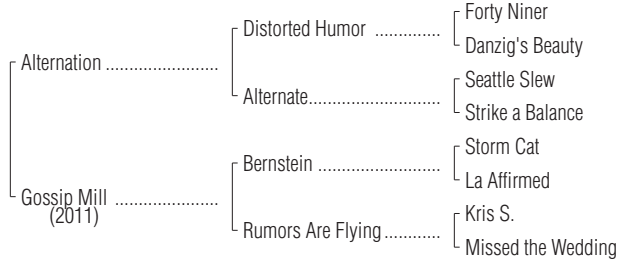 Forty Niner
Distorted Humor ..............
Danzig's Beauty
Alternation ........................
Seattle Slew
Alternate............................
Strike a Balance
Storm Cat
Bernstein ..........................
La Affirmed
Gossip Mill ......................
(2011)
Kris S.
Rumors Are Flying............
Missed the Wedding